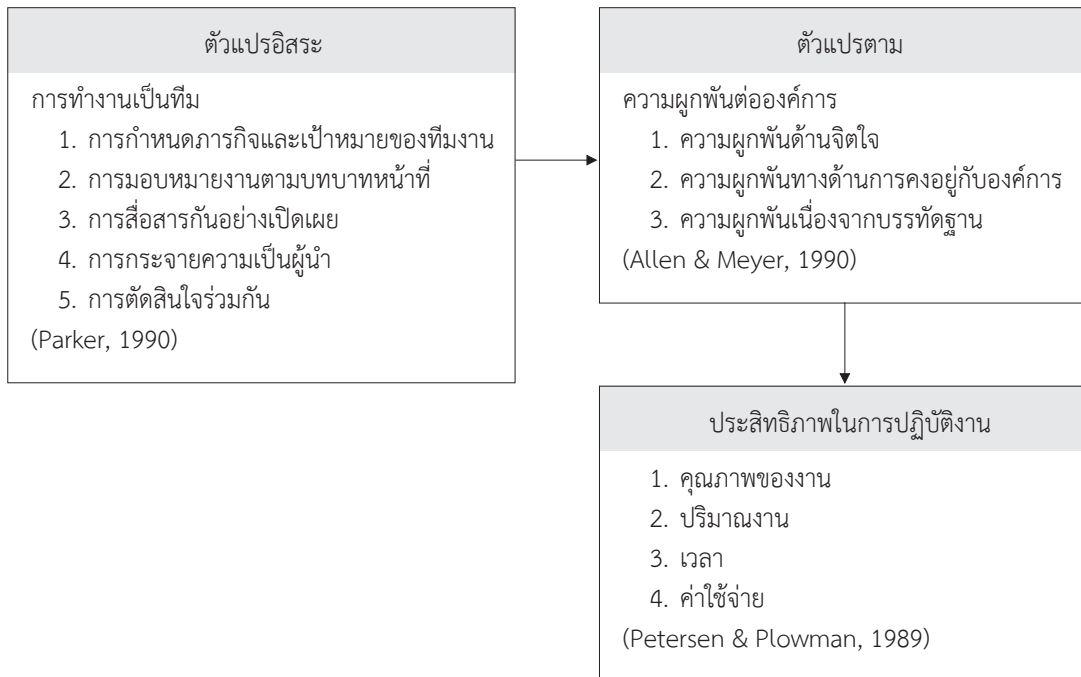 ตัวแปรอิสระ
การทำงานเป็นทีม
1. การกำหนดภารกิจและเป้าหมายของทีมงาน
2. การมอบหมายงานตามบทบาทหน้าที่
3. การสื่อสารกันอย่างเปิดเผย
4. การกระจายความเป็นผู้นำ
5. การตัดสินใจร่วมกัน
(Parker, 1990)
ตัวแปรตาม
ความผูกพันต่อองค์การ
1. ความผูกพันด้านจิตใจ
2. ความผูกพันทางด้านการคงอยู่กับองค์การ
3. ความผูกพันเนื่องจากบรรทัดฐาน
(Allen & Meyer, 1990)
ประสิทธิภาพในการปฏิบัติงาน
1. คุณภาพของงาน
2. ปริมาณงาน
3. เวลา
4. ค่าใช้จ่าย
(Petersen & Plowman, 1989)